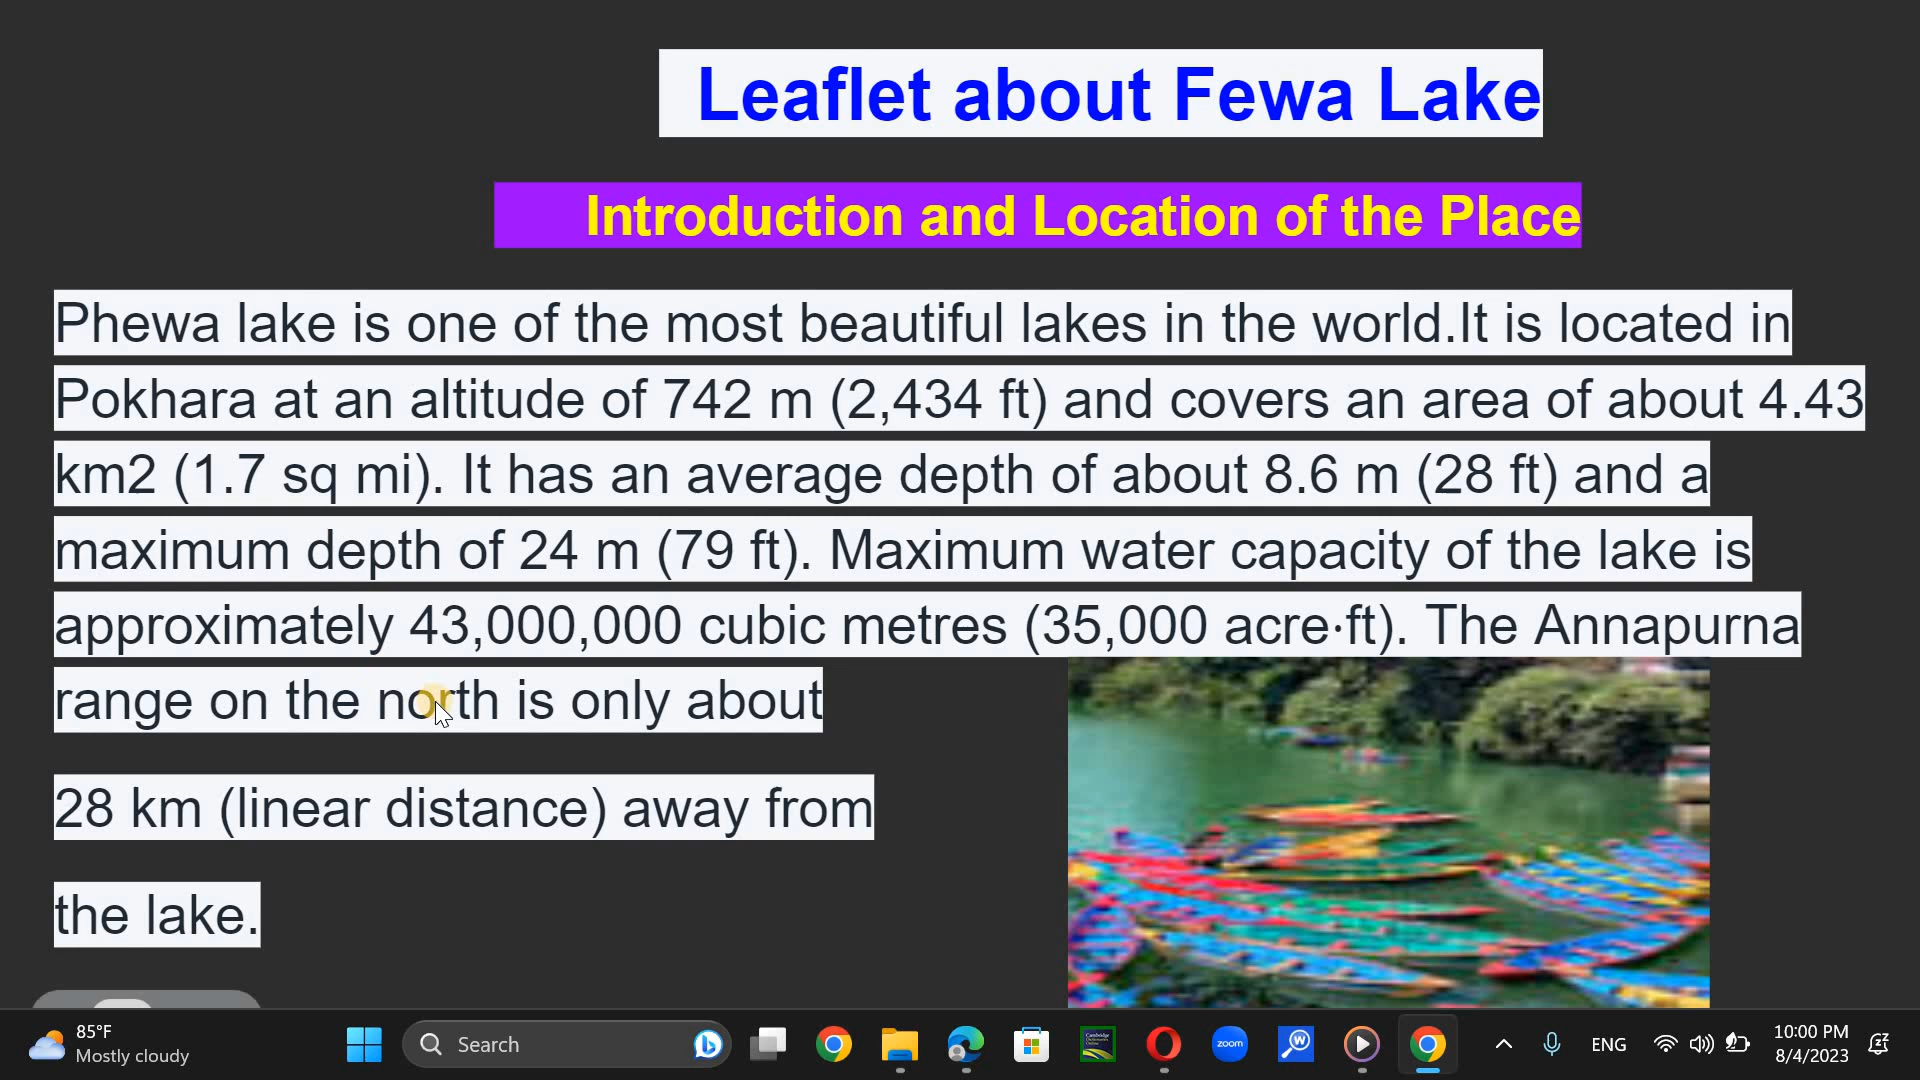 Leaflet about Fewa Lake
Introduction and Location of the Place
Phewa lake is one of the most beautiful lakes in the world.It is located in
Pokhara at an altitude of 742 m (2,434 ft) and covers an area of about 4.43
km2 (1.7 sq mi). It has an average depth of about 8.6 m (28 ft) and a
maximum depth of 24 m (79 ft). Maximum water capacity of the lake is
approximately 43,000,000 cubic metres (35,000 acre·ft). The Annapurna
range on the north is only about
28 km (linear distance) away from
the lake.
85°F
Mostly cloudy
Search
zoom
W
ENG
10:00 PM
8/4/2023